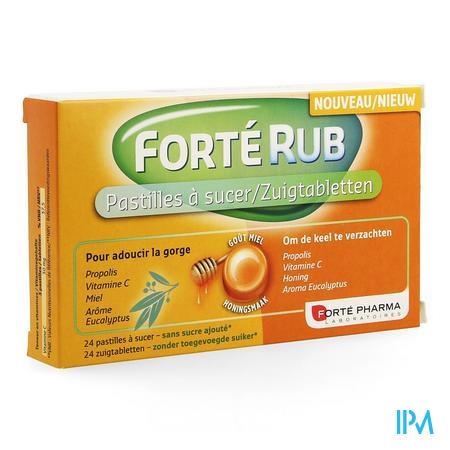 NOUVEAU/NIEUW
FORTÉ RUB
Pastilles à sucer/Zuigtabletten
Pour adoucir la gorge
Propolis
Vitamine C
Miel
Arôme
Eucalyptus
GOÛT MIEL
HONINGSMAAK
Om de keel te verzachten
Propolis
Vitamine C
Honing
Aroma Eucalyptus
FORTÉ PHARMA
LABORATOIRES
24 pastilles à sucer – sans sucre ajouté*
24 zuigtabletten – zonder toegevoegde suiker*
IPM